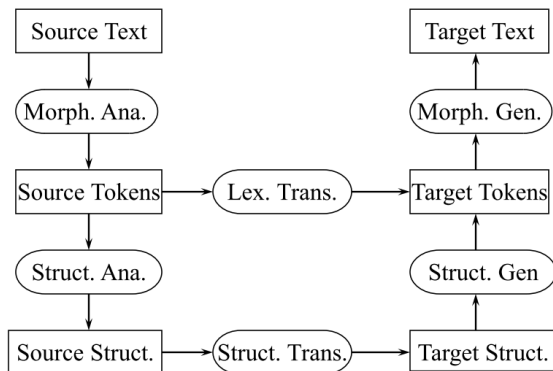 Source Text
Target Text
Morph. Ana.
Morph. Gen.
Source Tokens
Lex. Trans.
Target Tokens
Struct. Ana.
Struct. Gen
Source Struct.
Struct. Trans.
Target Struct.